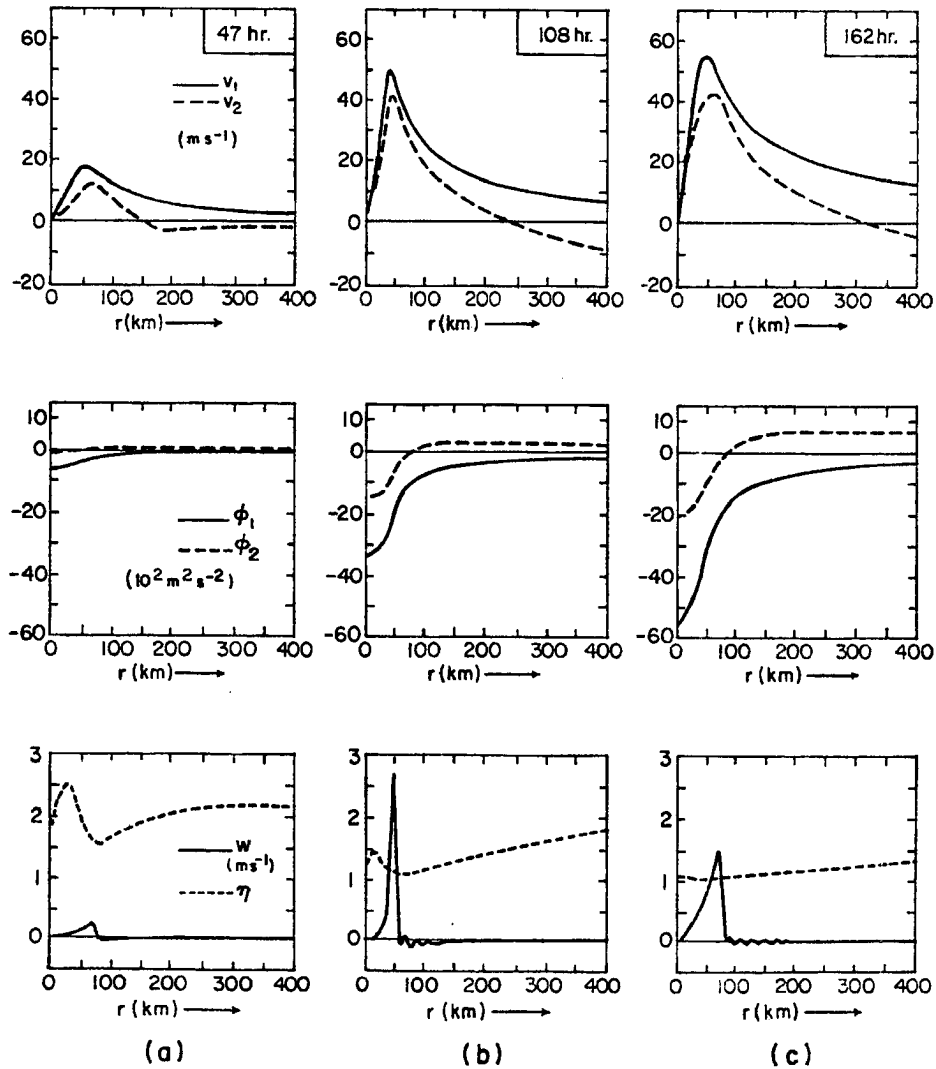 47 hr.
108 hr.
162 hr.
60
40
20
0
-20
V₁
V₂
(m s⁻¹)
0 100 200 300 400
r (km) →
60
40
20
0
-20
0 100 200 300 400
r (km) →
60
40
20
0
-20
0 100 200 300 400
r (km) →
10
0
-20
-40
-60
ϕ₁
ϕ₂
(10² m² s⁻²)
0 100 200 300 400
r (km) →
10
0
-20
-40
-60
0 100 200 300 400
r (km) →
10
0
-20
-40
-60
0 100 200 300 400
r (km) →
3
2
1
0
W
(ms⁻¹)
η
0 100 200 300 400
r (km) →
3
2
1
0
0 100 200 300 400
r (km) →
3
2
1
0
0 100 200 300 400
r (km) →
(a)
(b)
(c)